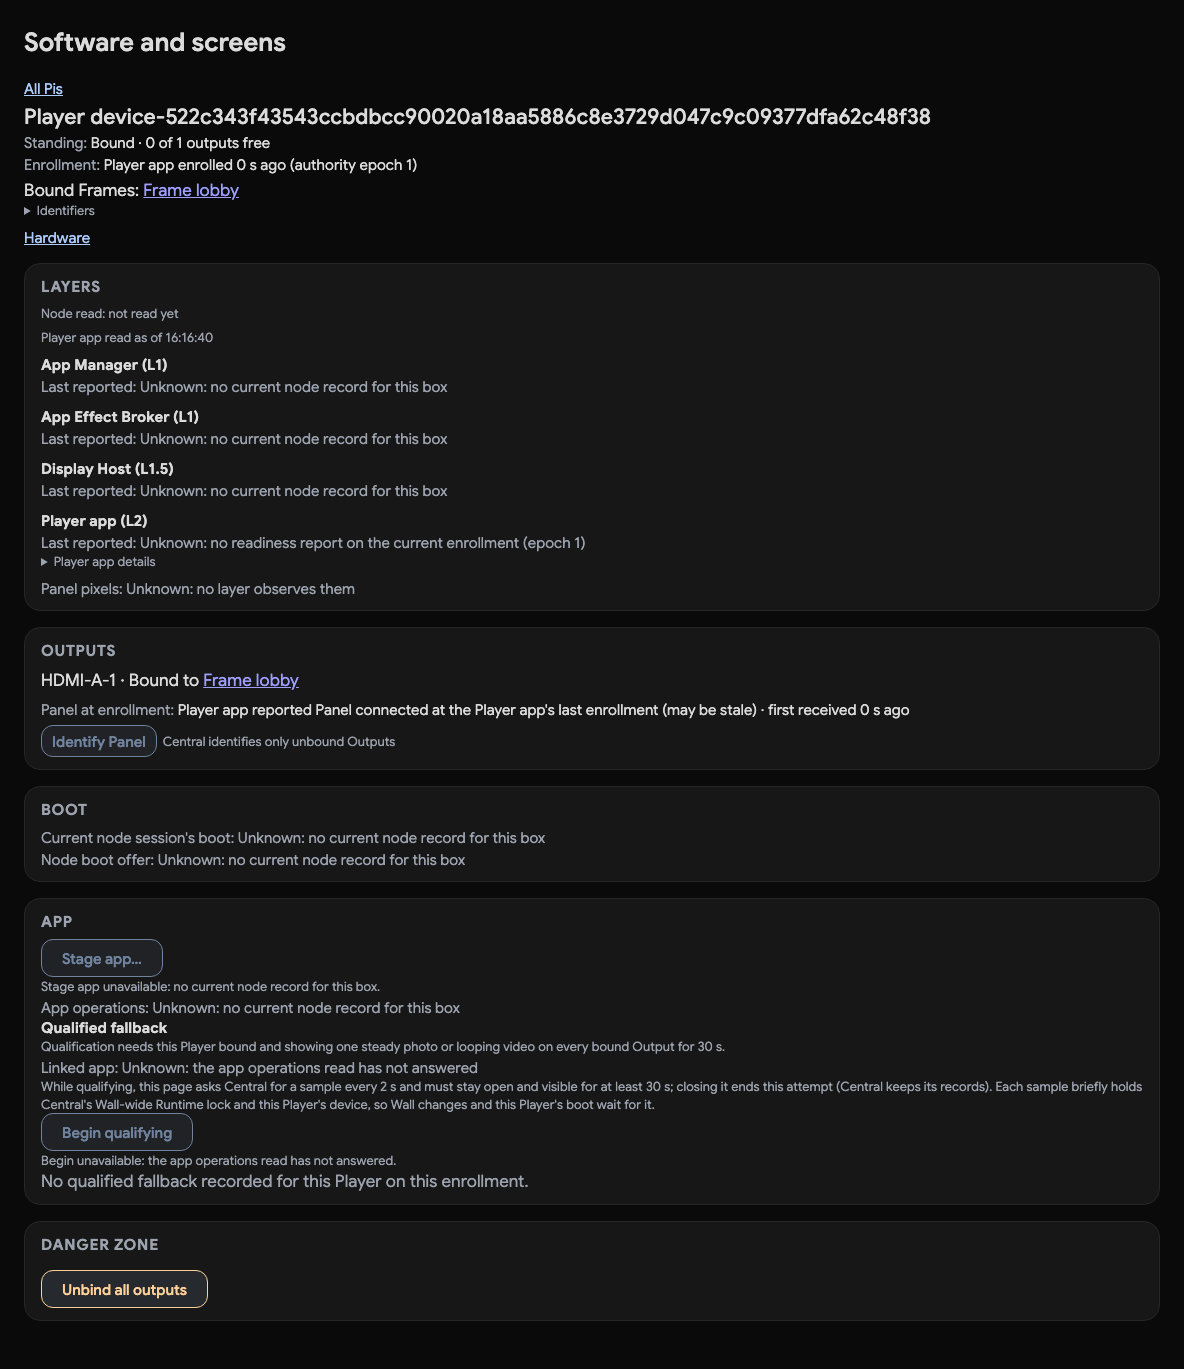 Software and screens
All Pis
Player device-522c343f43543ccbdbcc90020a18aa5886c8e3729d047c9c09377dfa62c48f38
Standing: Bound · 0 of 1 outputs free
Enrollment: Player app enrolled 0 s ago (authority epoch 1)
Bound Frames: Frame lobby
Identifiers
Hardware
LAYERS
Node read: not read yet
Player app read as of 16:16:40
App Manager (L1)
Last reported: Unknown: no current node record for this box
App Effect Broker (L1)
Last reported: Unknown: no current node record for this box
Display Host (L1.5)
Last reported: Unknown: no current node record for this box
Player app (L2)
Last reported: Unknown: no readiness report on the current enrollment (epoch 1)
Player app details
Panel pixels: Unknown: no layer observes them
OUTPUTS
HDMI-A-1 · Bound to Frame lobby
Panel at enrollment: Player app reported Panel connected at the Player app's last enrollment (may be stale) · first received 0 s ago
Identify Panel Central identifies only unbound Outputs
BOOT
Current node session's boot: Unknown: no current node record for this box
Node boot offer: Unknown: no current node record for this box
APP
Stage app...
Stage app unavailable: no current node record for this box.
App operations: Unknown: no current node record for this box
Qualified fallback
Qualification needs this Player bound and showing one steady photo or looping video on every bound Output for 30 s.
Linked app: Unknown: the app operations read has not answered
While qualifying, this page asks Central for a sample every 2 s and must stay open and visible for at least 30 s; closing it ends this attempt (Central keeps its records). Each sample briefly holds
Central's Wall-wide Runtime lock and this Player's device, so Wall changes and this Player's boot wait for it.
Begin qualifying
Begin unavailable: the app operations read has not answered.
No qualified fallback recorded for this Player on this enrollment.
DANGER ZONE
Unbind all outputs